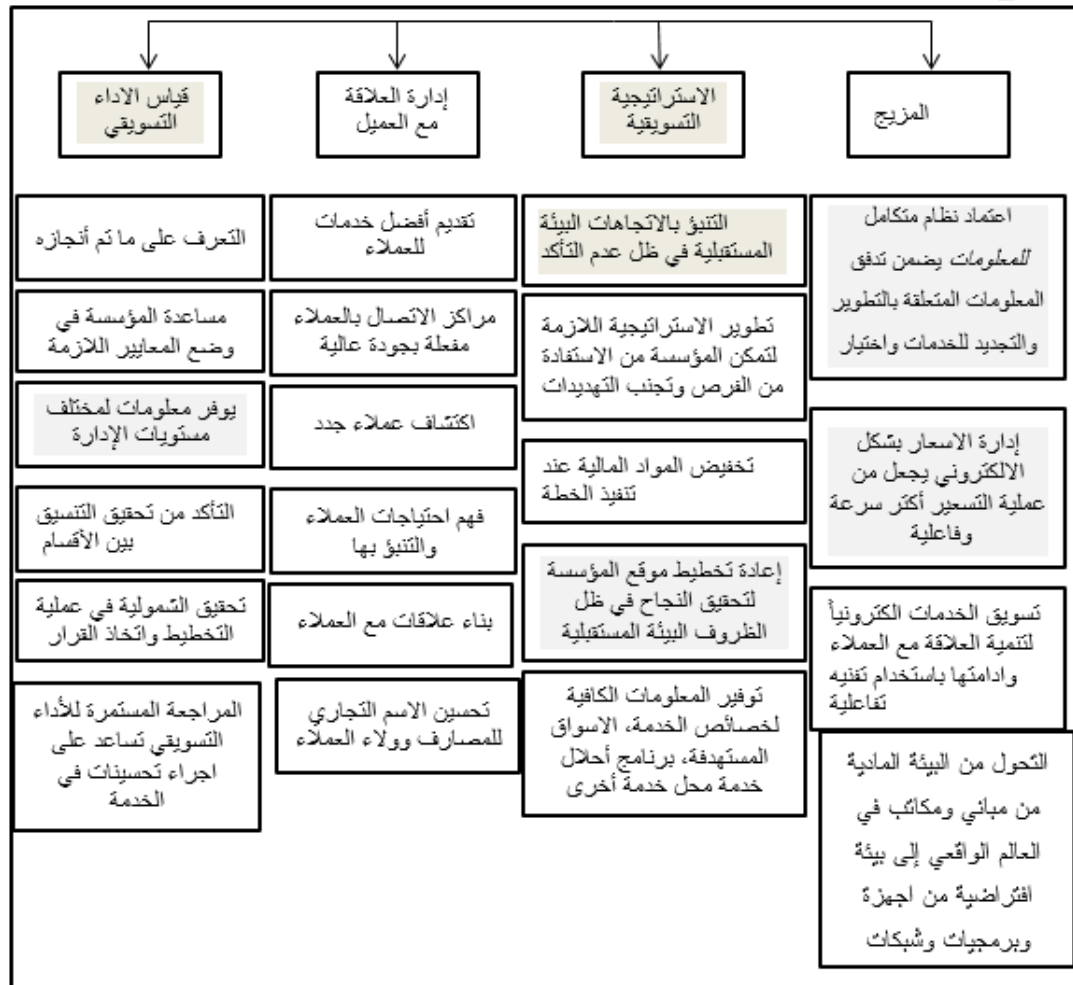 المزيج
الاستراتيجية
التسويقية
إدارة العلاقة
مع العميل
قياس الاداء
التسويقي
اعتماد نظام متكامل
للمعلومات يضمن تدفق
المعلومات المتعلقة بالتطوير
والتجديد للخدمات واختيار
إدارة الاسعار بشكل
الالكتروني يجعل من
عملية التسعير أكثر سرعة
وفاعلية
تسويق الخدمات الكترونياً
لتنمية العلاقة مع العملاء
وادامتها باستخدام تفنيه
تفاعلية
التحول من البيئة المادية
من مباني ومكاتب في
العالم الواقعي إلى بيئة
افتراضية من اجهزة
وبرمجيات وشبكات
التنبؤ بالاتجاهات البيئة
المستقبلية في ظل عدم التأكد
تطوير الاستراتيجية اللازمة
لتمكن المؤسسة من الاستفادة
من الفرص وتجنب التهديدات
تخفيض المواد المالية عند
تنفيذ الخطة
إعادة تخطيط موقع المؤسسة
لتحقيق النجاح في ظل
الظروف البيئة المستقبلية
توفير المعلومات الكافية
لخصائص الخدمة، الاسواق
المستهدفة، برنامج أحلال
خدمة محل خدمة أخرى
تقديم أفضل خدمات
للعملاء
مراكز الاتصال بالعملاء
مفعلة بجودة عالية
اكتشاف عملاء جدد
فهم احتياجات العملاء
والتنبؤ بها
بناء علاقات مع العملاء
تحسين الاسم التجاري
للمصارف وولاء العملاء
التعرف على ما تم أنجازه
مساعدة المؤسسة في
وضع المعايير اللازمة
يوفر معلومات لمختلف
مستويات الإدارة
التأكد من تحقيق التنسيق
بين الأقسام
تحقيق الشمولية في عملية
التخطيط واتخاذ القرار
المراجعة المستمرة للأداء
التسويقي تساعد على
اجراء تحسينات في
الخدمة